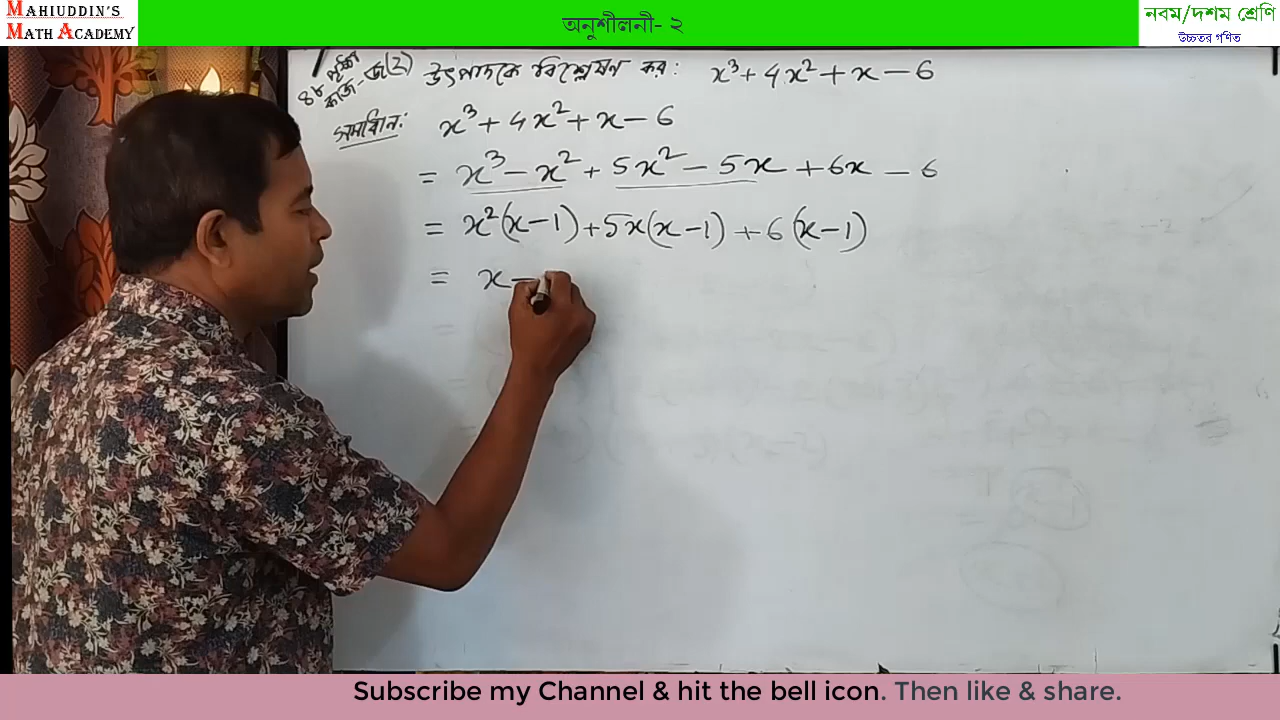 MAHIUDDIN'S
MATH ACADEMY
অনুশীলনী- ২
নবম/দশম শ্রেণি
উচ্চতর গণিত
৪৮ পৃষ্ঠা
কাজ-
(2) উৎপাদকে বিশ্লেষণ কর: x³+4x²+x-6
সমাধান: x³+4x²+x-6
= x³-x²+5x²-5x+6x-6
= x²(x-1)+5x(x-1)+6(x-1)
= x-
Subscribe my Channel & hit the bell icon. Then like & share.